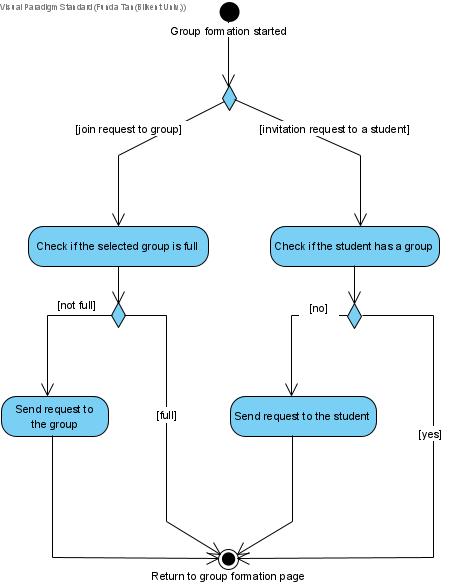 Visual Paradigm Standard (Funda Tan (Bilkent Univ.))
Group formation started
[join request to group]
[invitation request to a student]
Check if the selected group is full
Check if the student has a group
[not full]
[no]
Send request to
the group
[full]
Send request to the student
[yes]
Return to group formation page